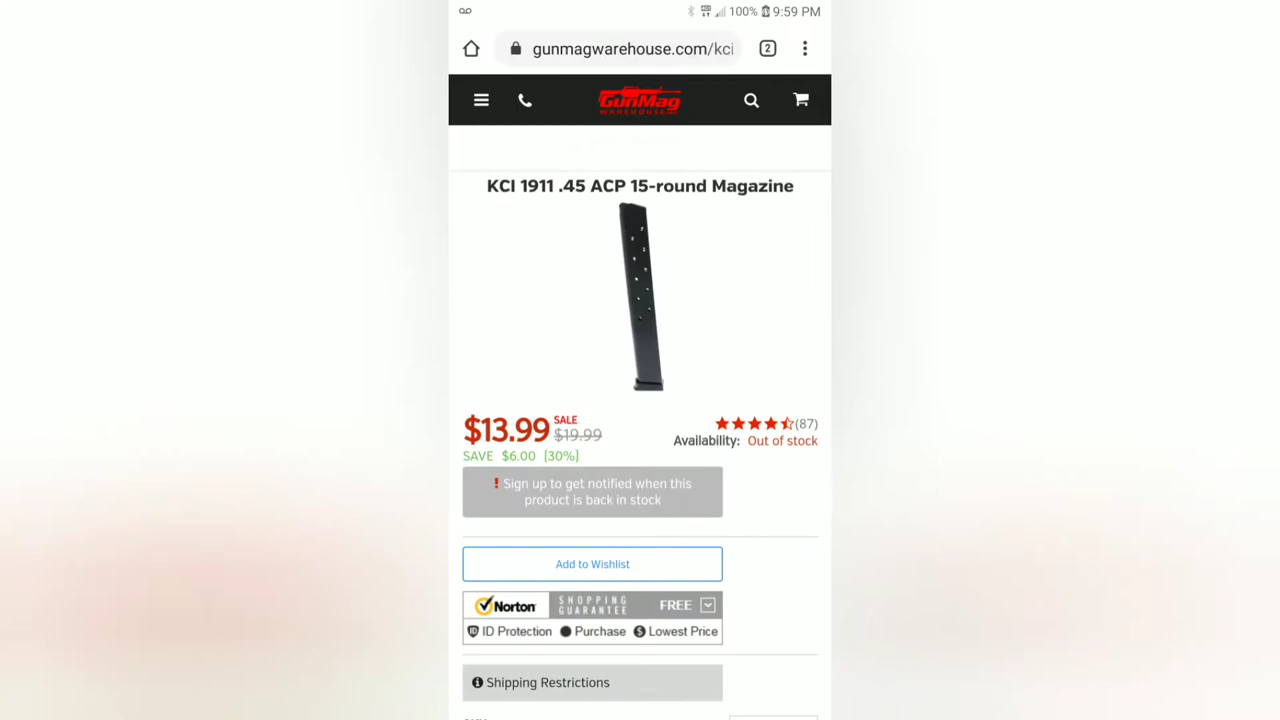 100% 9:59 PM
gunmagwarehouse.com/kci
2
GunMag
WAREHOUSE
KCI 1911 .45 ACP 15-round Magazine
$13.99 SALE
$19.99
(87)
Availability: Out of stock
SAVE $6.00 (30%)
! Sign up to get notified when this
product is back in stock
Add to Wishlist
Norton SHOPPING
GUARANTEE FREE
ID Protection Purchase $ Lowest Price
Shipping Restrictions